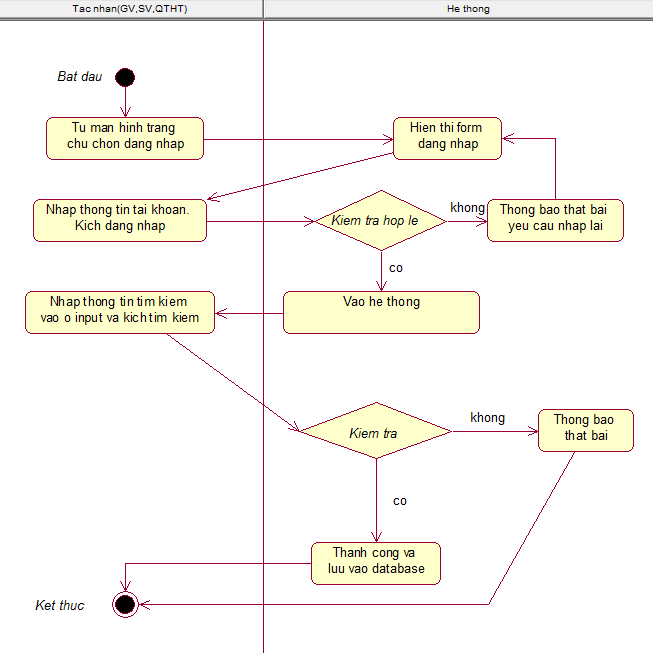 Tac nhan(GV,SV,QTHT)
He thong
Bat dau
Tu man hinh trang
chu chon dang nhap
Hien thi form
dang nhap
Nhap thong tin tai khoan.
Kich dang nhap
Kiem tra hop le
khong
Thong bao that bai
yeu cau nhap lai
co
Nhap thong tin tim kiem
vao o input va kich tim kiem
Vao he thong
Kiem tra
khong
Thong bao
that bai
co
Thanh cong va
luu vao database
Ket thuc